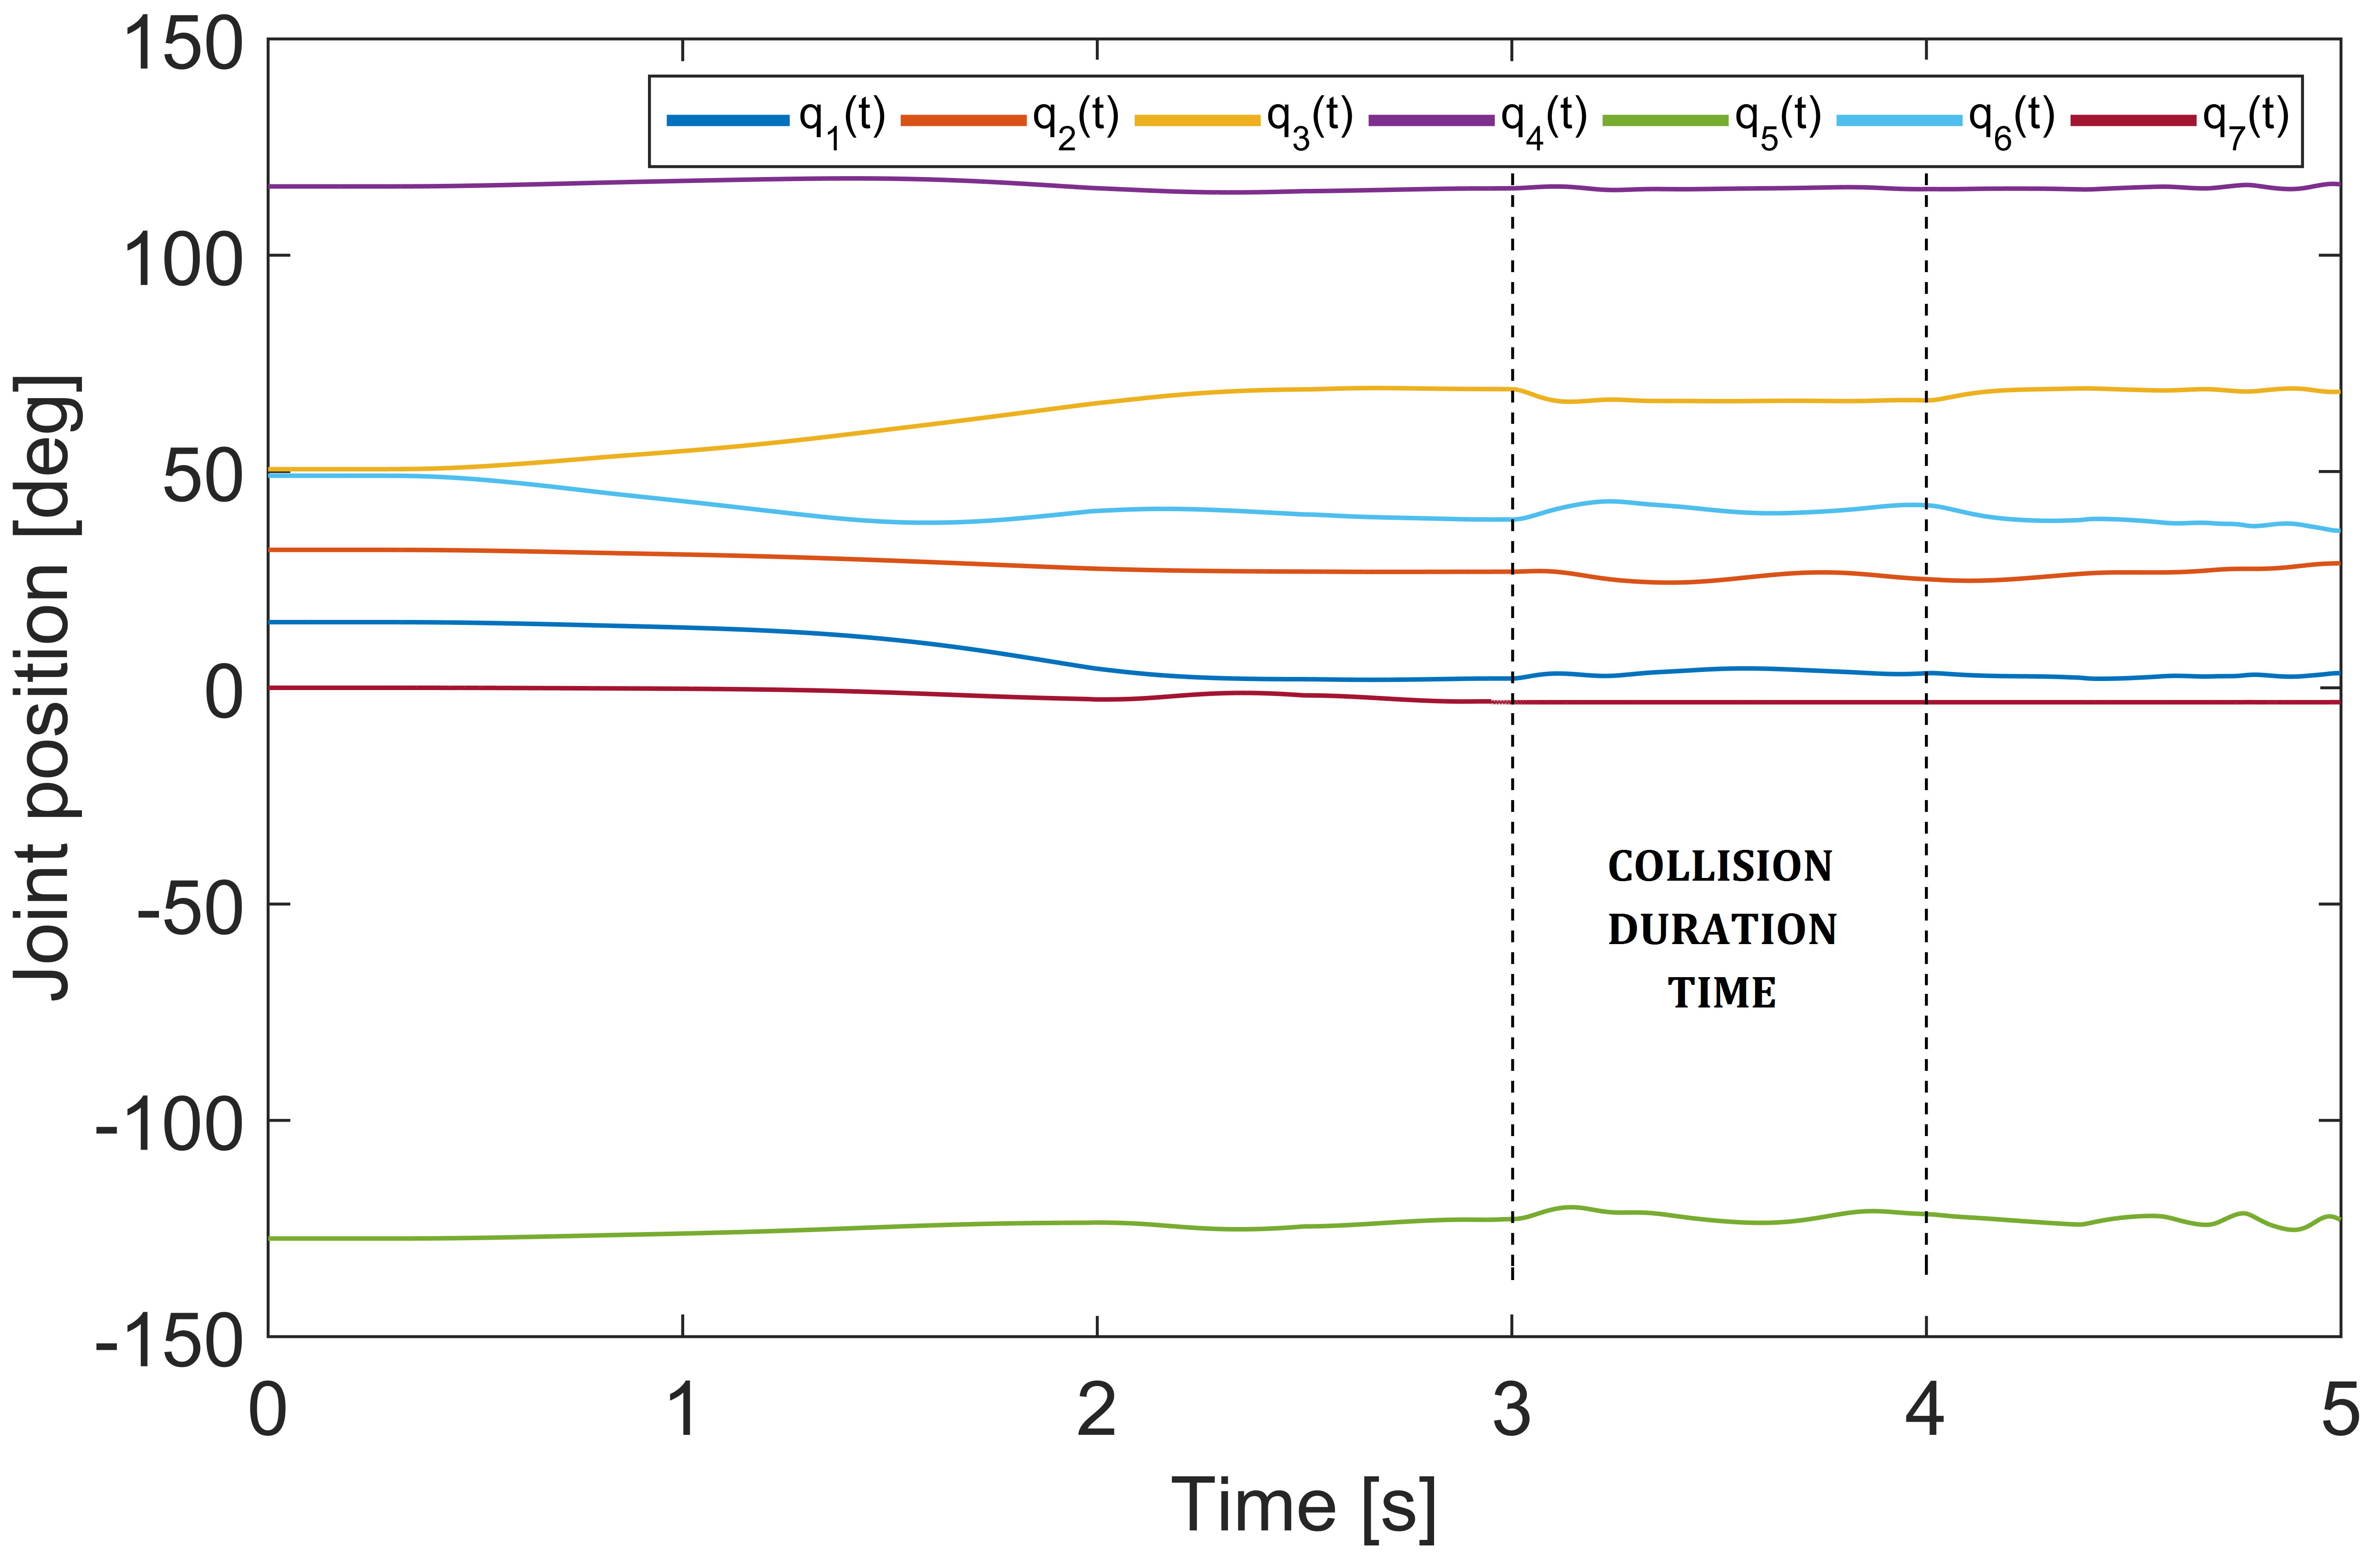 150
q1(t) q2(t) q3(t) q4(t) q5(t) q6(t) q7(t)
100
50
0
-50
-100
-150
Joint position [deg]
COLLISION
DURATION
TIME
0 1 2 3 4 5
Time [s]